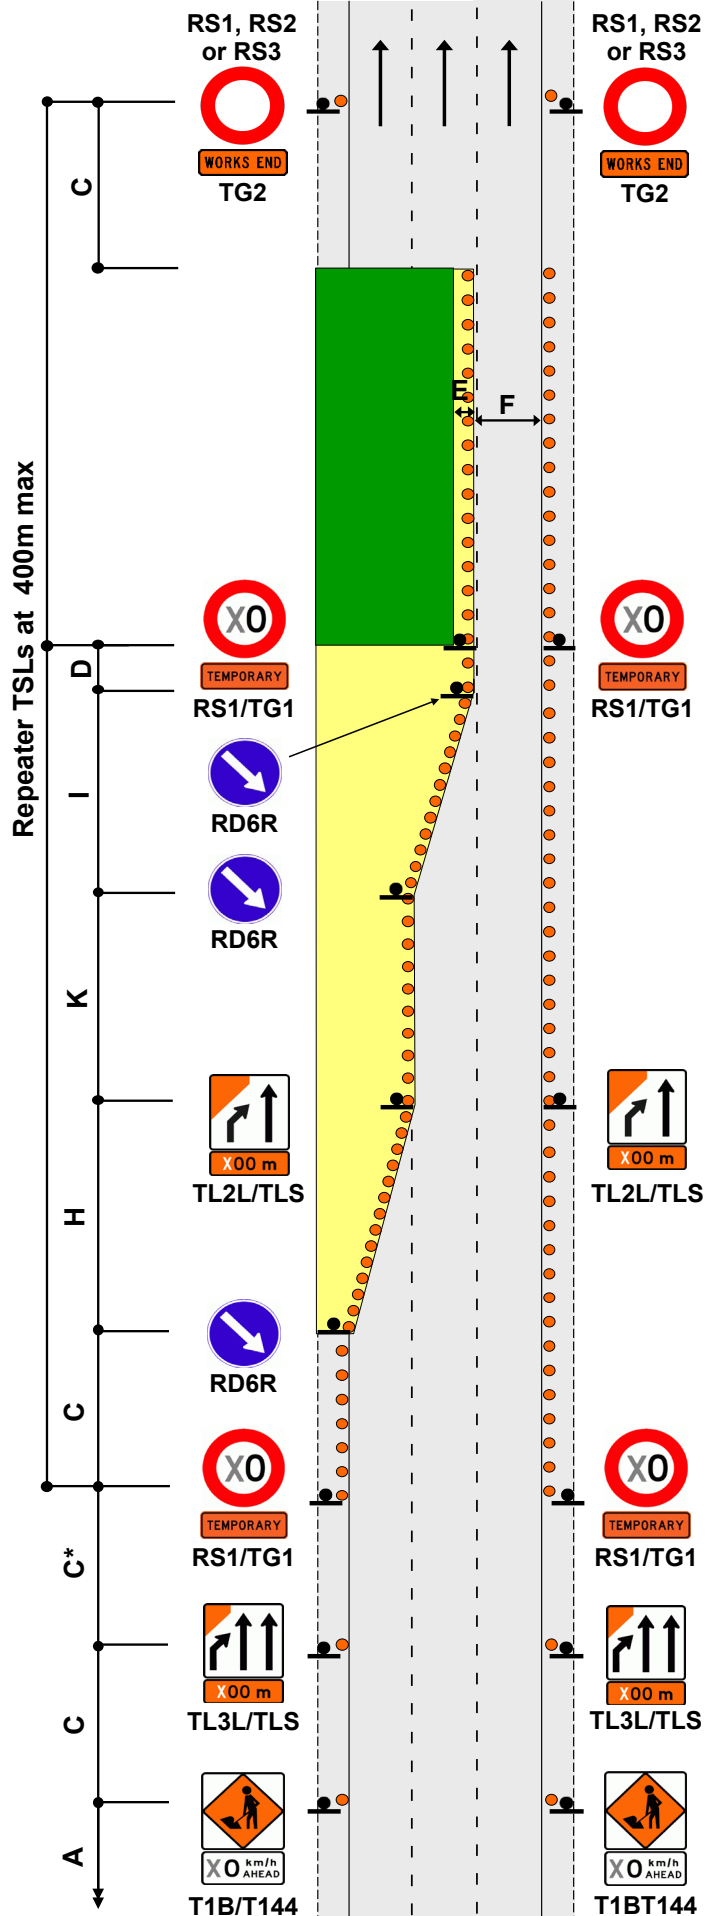 RS1, RS2
or RS3
WORKS END
TG2
RS1, RS2
or RS3
WORKS END
TG2
C
E
F
Repeater TSLs at 400m max
X0
TEMPORARY
RS1/TG1
X0
TEMPORARY
RS1/TG1
D
I
RD6R
RD6R
K
X00 m
TL2L/TLS
X00 m
TL2L/TLS
H
RD6R
C
X0
TEMPORARY
RS1/TG1
X0
TEMPORARY
RS1/TG1
C*
X00 m
TL3L/TLS
X00 m
TL3L/TLS
C
X0 km/h
AHEAD
T1B/T144
X0 km/h
AHEAD
T1BT144
A